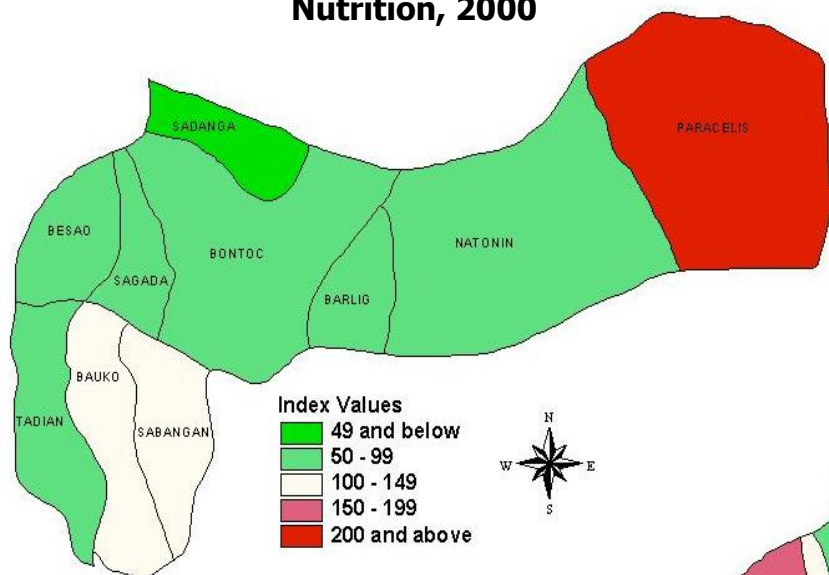 Nutrition, 2000
SADANGA
PARACELIS
BESAO
BONTOC
NATONIN
SAGADA
BARLIG
BAUKO
TADIAN
SABANGAN
Index Values
49 and below
50 - 99
100 - 149
150 - 199
200 and above
N
W
E
S